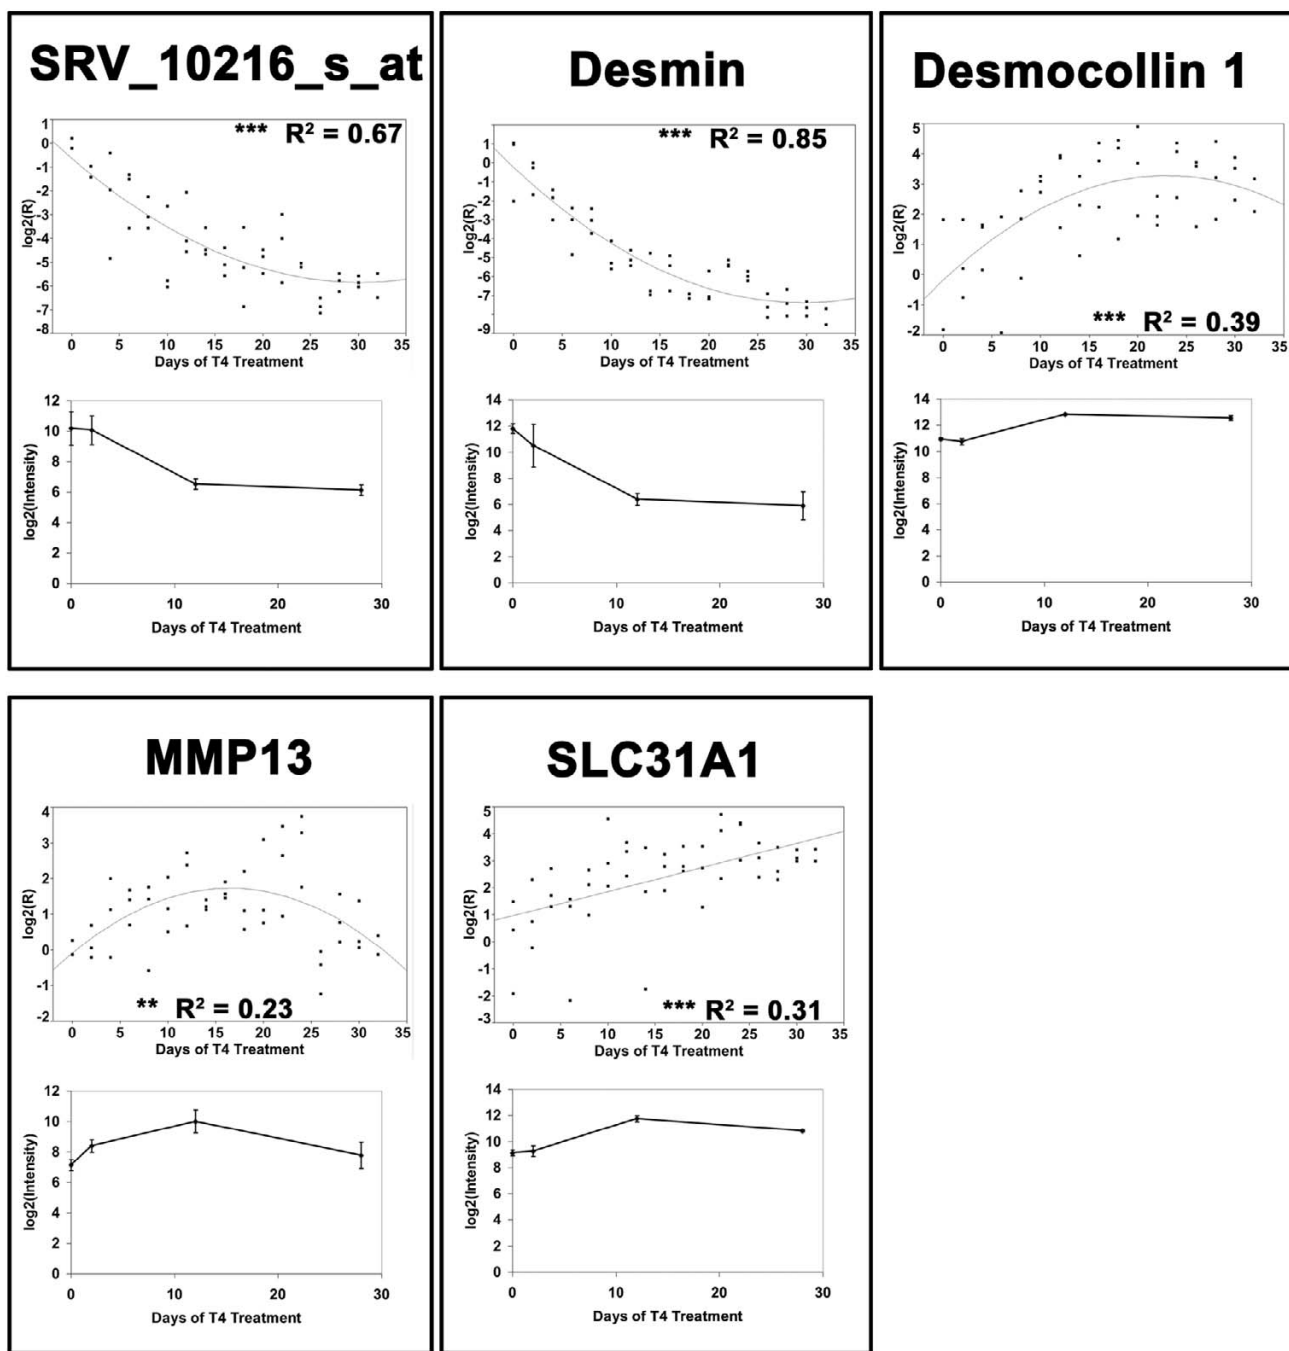 SRV_10216_s_at
*** R² = 0.67
log2(R)
1
0
-1
-2
-3
-4
-5
-6
-7
-8
0 5 10 15 20 25 30 35
Days of T4 Treatment
log2(Intensity)
12
10
8
6
4
2
0
0 10 20 30
Days of T4 Treatment
Desmin
*** R² = 0.85
log2(R)
2
1
0
-1
-2
-3
-4
-5
-6
-7
-9
0 5 10 15 20 25 30 35
Days of T4 Treatment
log2(Intensity)
14
12
10
8
6
4
2
0
0 10 20 30
Days of T4 Treatment
Desmocollin 1
log2(R)
5
4
3
2
1
0
-1
-2
*** R² = 0.39
0 5 10 15 20 25 30 35
Days of T4 Treatment
log2(Intensity)
14
12
10
8
6
4
2
0
0 10 20 30
Days of T4 Treatment
MMP13
log2(R)
4
3
2
1
0
-1
-2
** R² = 0.23
0 5 10 15 20 25 30 35
Days of T4 Treatment
log2(Intensity)
12
10
8
6
4
2
0
0 10 20 30
Days of T4 Treatment
SLC31A1
log2(R)
5
4
3
2
1
0
-1
-2
-3
*** R² = 0.31
0 5 10 15 20 25 30 35
Days of T4 Treatment
log2(Intensity)
14
12
10
8
6
4
2
0
0 10 20 30
Days of T4 Treatment